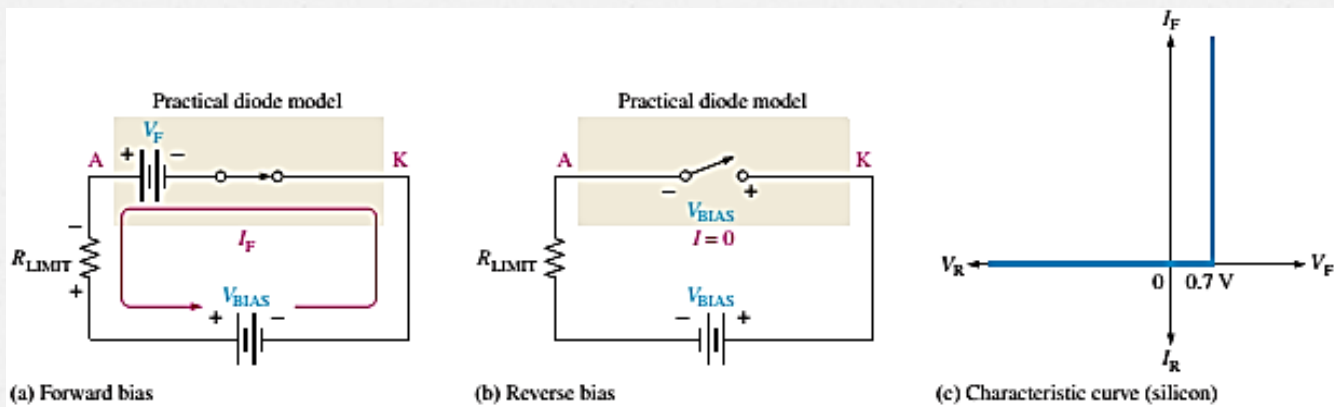 Practical diode model
V_F
A + − K
−
I_F
R_LIMIT
+
V_BIAS
+ −
(a) Forward bias
Practical diode model
A K
− +
V_BIAS
I = 0
R_LIMIT
V_BIAS
− +
(b) Reverse bias
I_F
V_R V_F
0 0.7 V
I_R
(c) Characteristic curve (silicon)